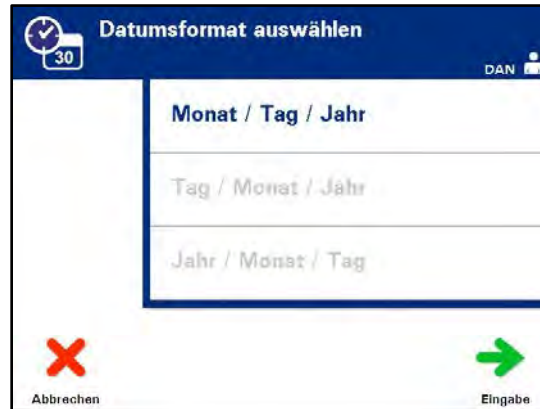 Datumsformat auswählen
30
DAN
Monat / Tag / Jahr
Tag / Monat / Jahr
Jahr / Monat / Tag
Abbrechen
Eingabe